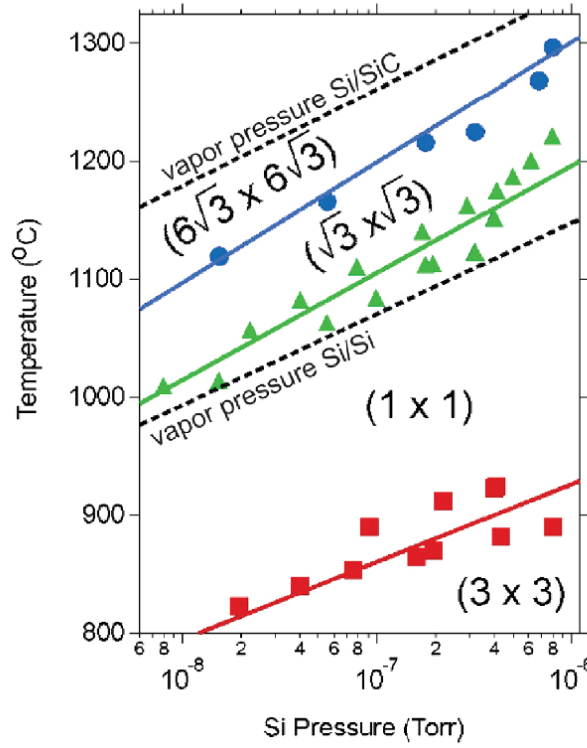 1300
1200
1100
1000
900
800
Temperature (°C)
vapor pressure Si/SiC
(6√3 x 6√3)
(√3 x√3)
vapor pressure Si/Si
(1 x 1)
(3 x 3)
6 8 2 4 6 8 2 4 6 8
10⁻⁸ 10⁻⁷ 10⁻⁶
Si Pressure (Torr)